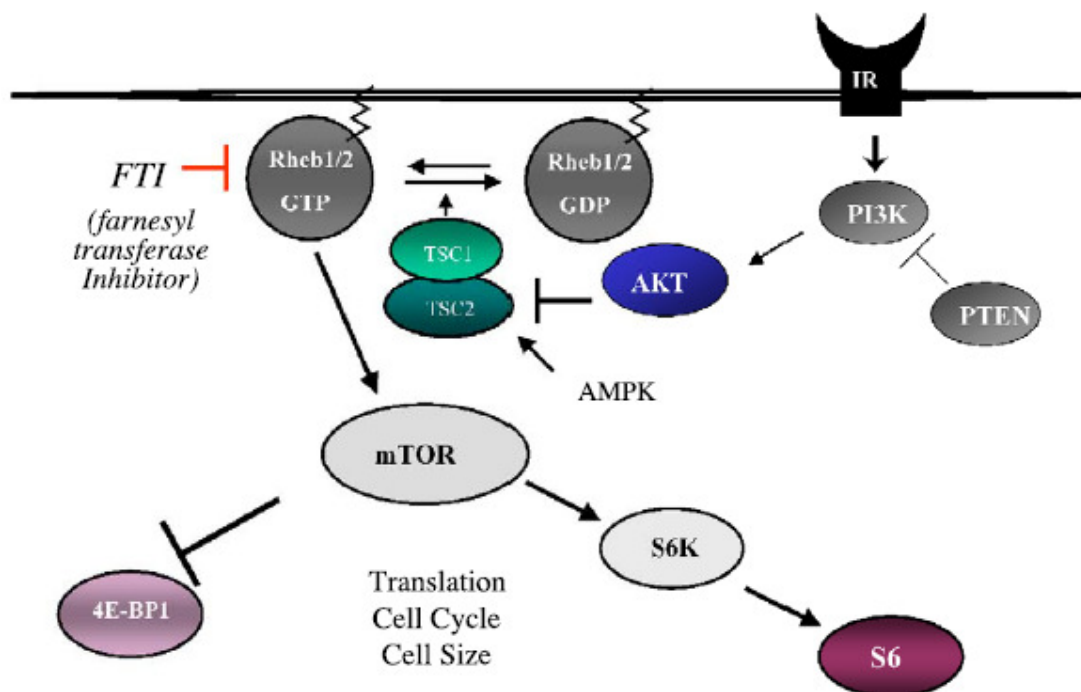 IR
Rheb1/2
GTP
Rheb1/2
GDP
FTI
(farnesyl
transferase
Inhibitor)
TSC1
TSC2
AKT
PI3K
PTEN
AMPK
mTOR
S6K
4E-BP1
Translation
Cell Cycle
Cell Size
S6